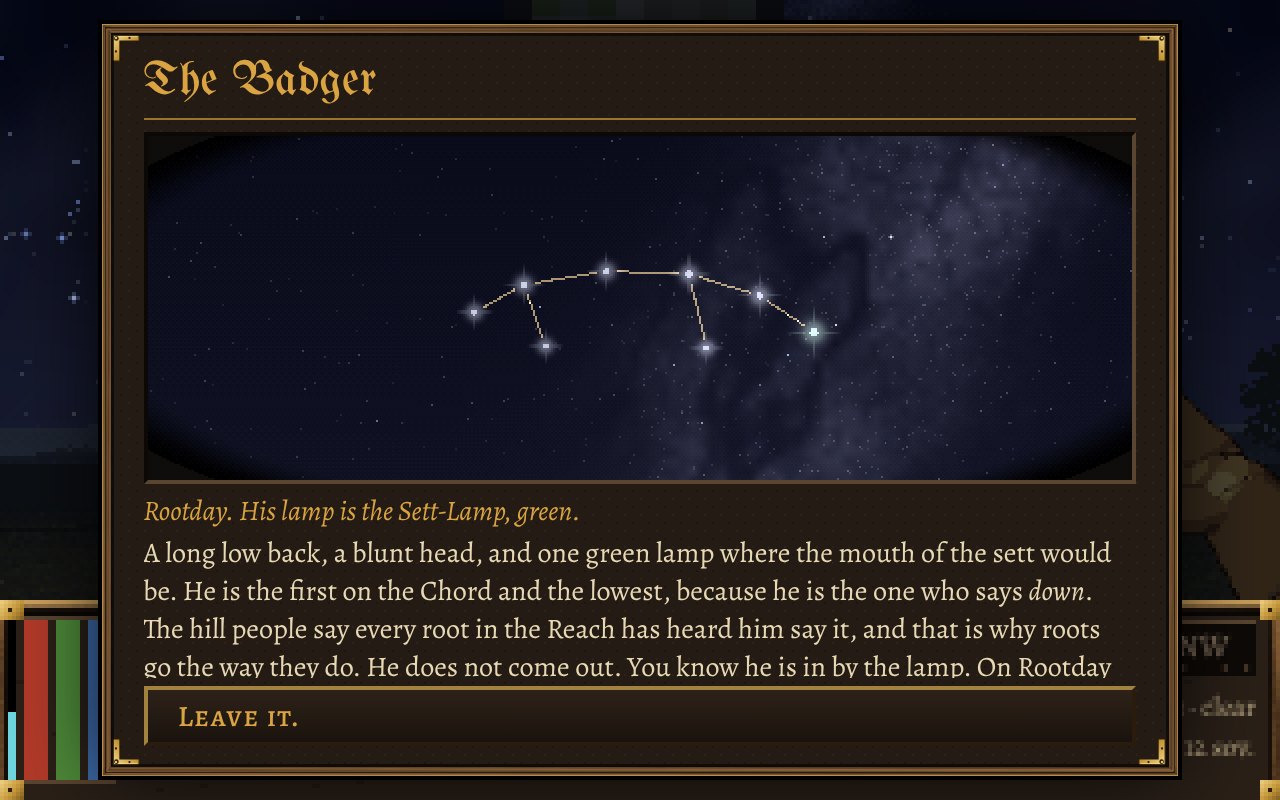 The Badger
Rootday. His lamp is the Sett-Lamp, green.
A long low back, a blunt head, and one green lamp where the mouth of the sett would
be. He is the first on the Chord and the lowest, because he is the one who says down.
The hill people say every root in the Reach has heard him say it, and that is why roots
go the way they do. He does not come out. You know he is in by the lamp. On Rootday
Leave it.
NW
-clear